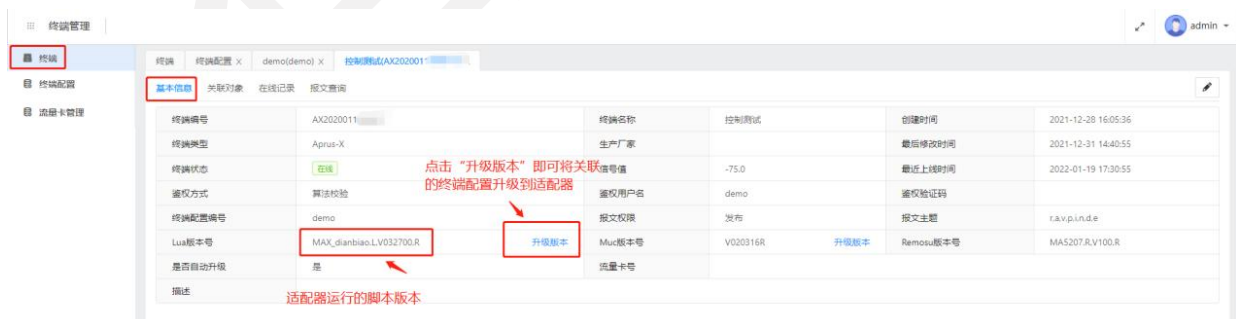 终端管理
admin
终端
终端 终端配置 × demo(demo) × 控制测试(AX2020011
终端配置
基本信息 关联对象 在线记录 报文查询
流量卡管理
终端编号 AX2020011 终端名称 控制测试 创建时间 2021-12-28 16:05:36
终端类型 Aprus-X 生产厂家 最后修改时间 2021-12-31 14:40:55
终端状态 在线 信号值 -75.0 最近上线时间 2022-01-19 17:30:55
点击“升级版本”即可将关联
的终端配置升级到适配器
鉴权方式 算法校验 鉴权用户名 demo 鉴权验证码
终端配置编号 demo 报文权限 发布 报文主题 r.a.v.p.i.n.d.e
Lua版本号 MAX_dianbiao.L.V032700.R 升级版本 Muc版本号 V020316R 升级版本 Remosu版本号 MA5207.R.V100.R
是否自动升级 是 流量卡号
描述
适配器运行的脚本版本